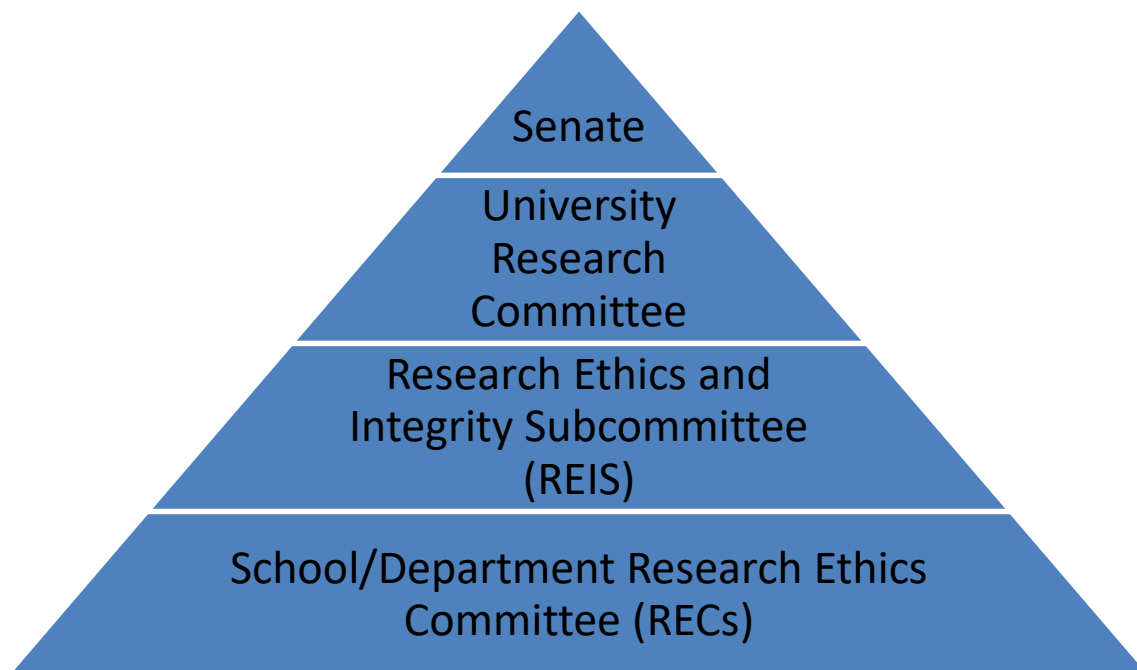 Senate
University
Research
Committee
Research Ethics and
Integrity Subcommittee
(REIS)
School/Department Research Ethics
Committee (RECs)